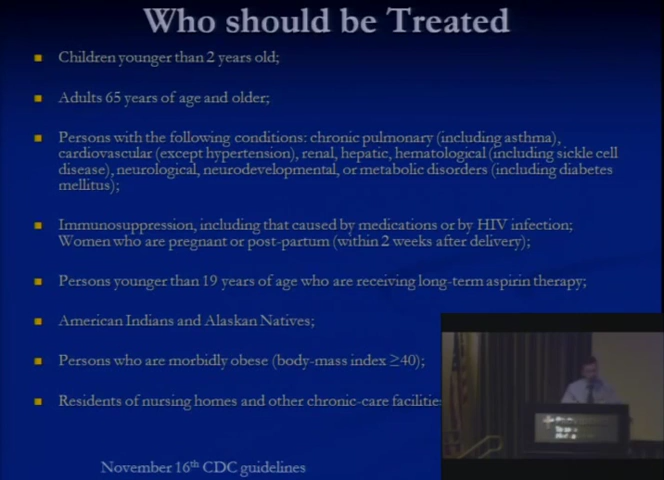 Who should be Treated
Children younger than 2 years old;
Adults 65 years of age and older;
Persons with the following conditions: chronic pulmonary (including asthma),
cardiovascular (except hypertension), renal, hepatic, hematological (including sickle cell
disease), neurological, neurodevelopmental, or metabolic disorders (including diabetes
mellitus);
Immunosuppression, including that caused by medications or by HIV infection;
Women who are pregnant or post-partum (within 2 weeks after delivery);
Persons younger than 19 years of age who are receiving long-term aspirin therapy;
American Indians and Alaskan Natives;
Persons who are morbidly obese (body-mass index ≥40);
Residents of nursing homes and other chronic-care facilitie
November 16th CDC guidelines